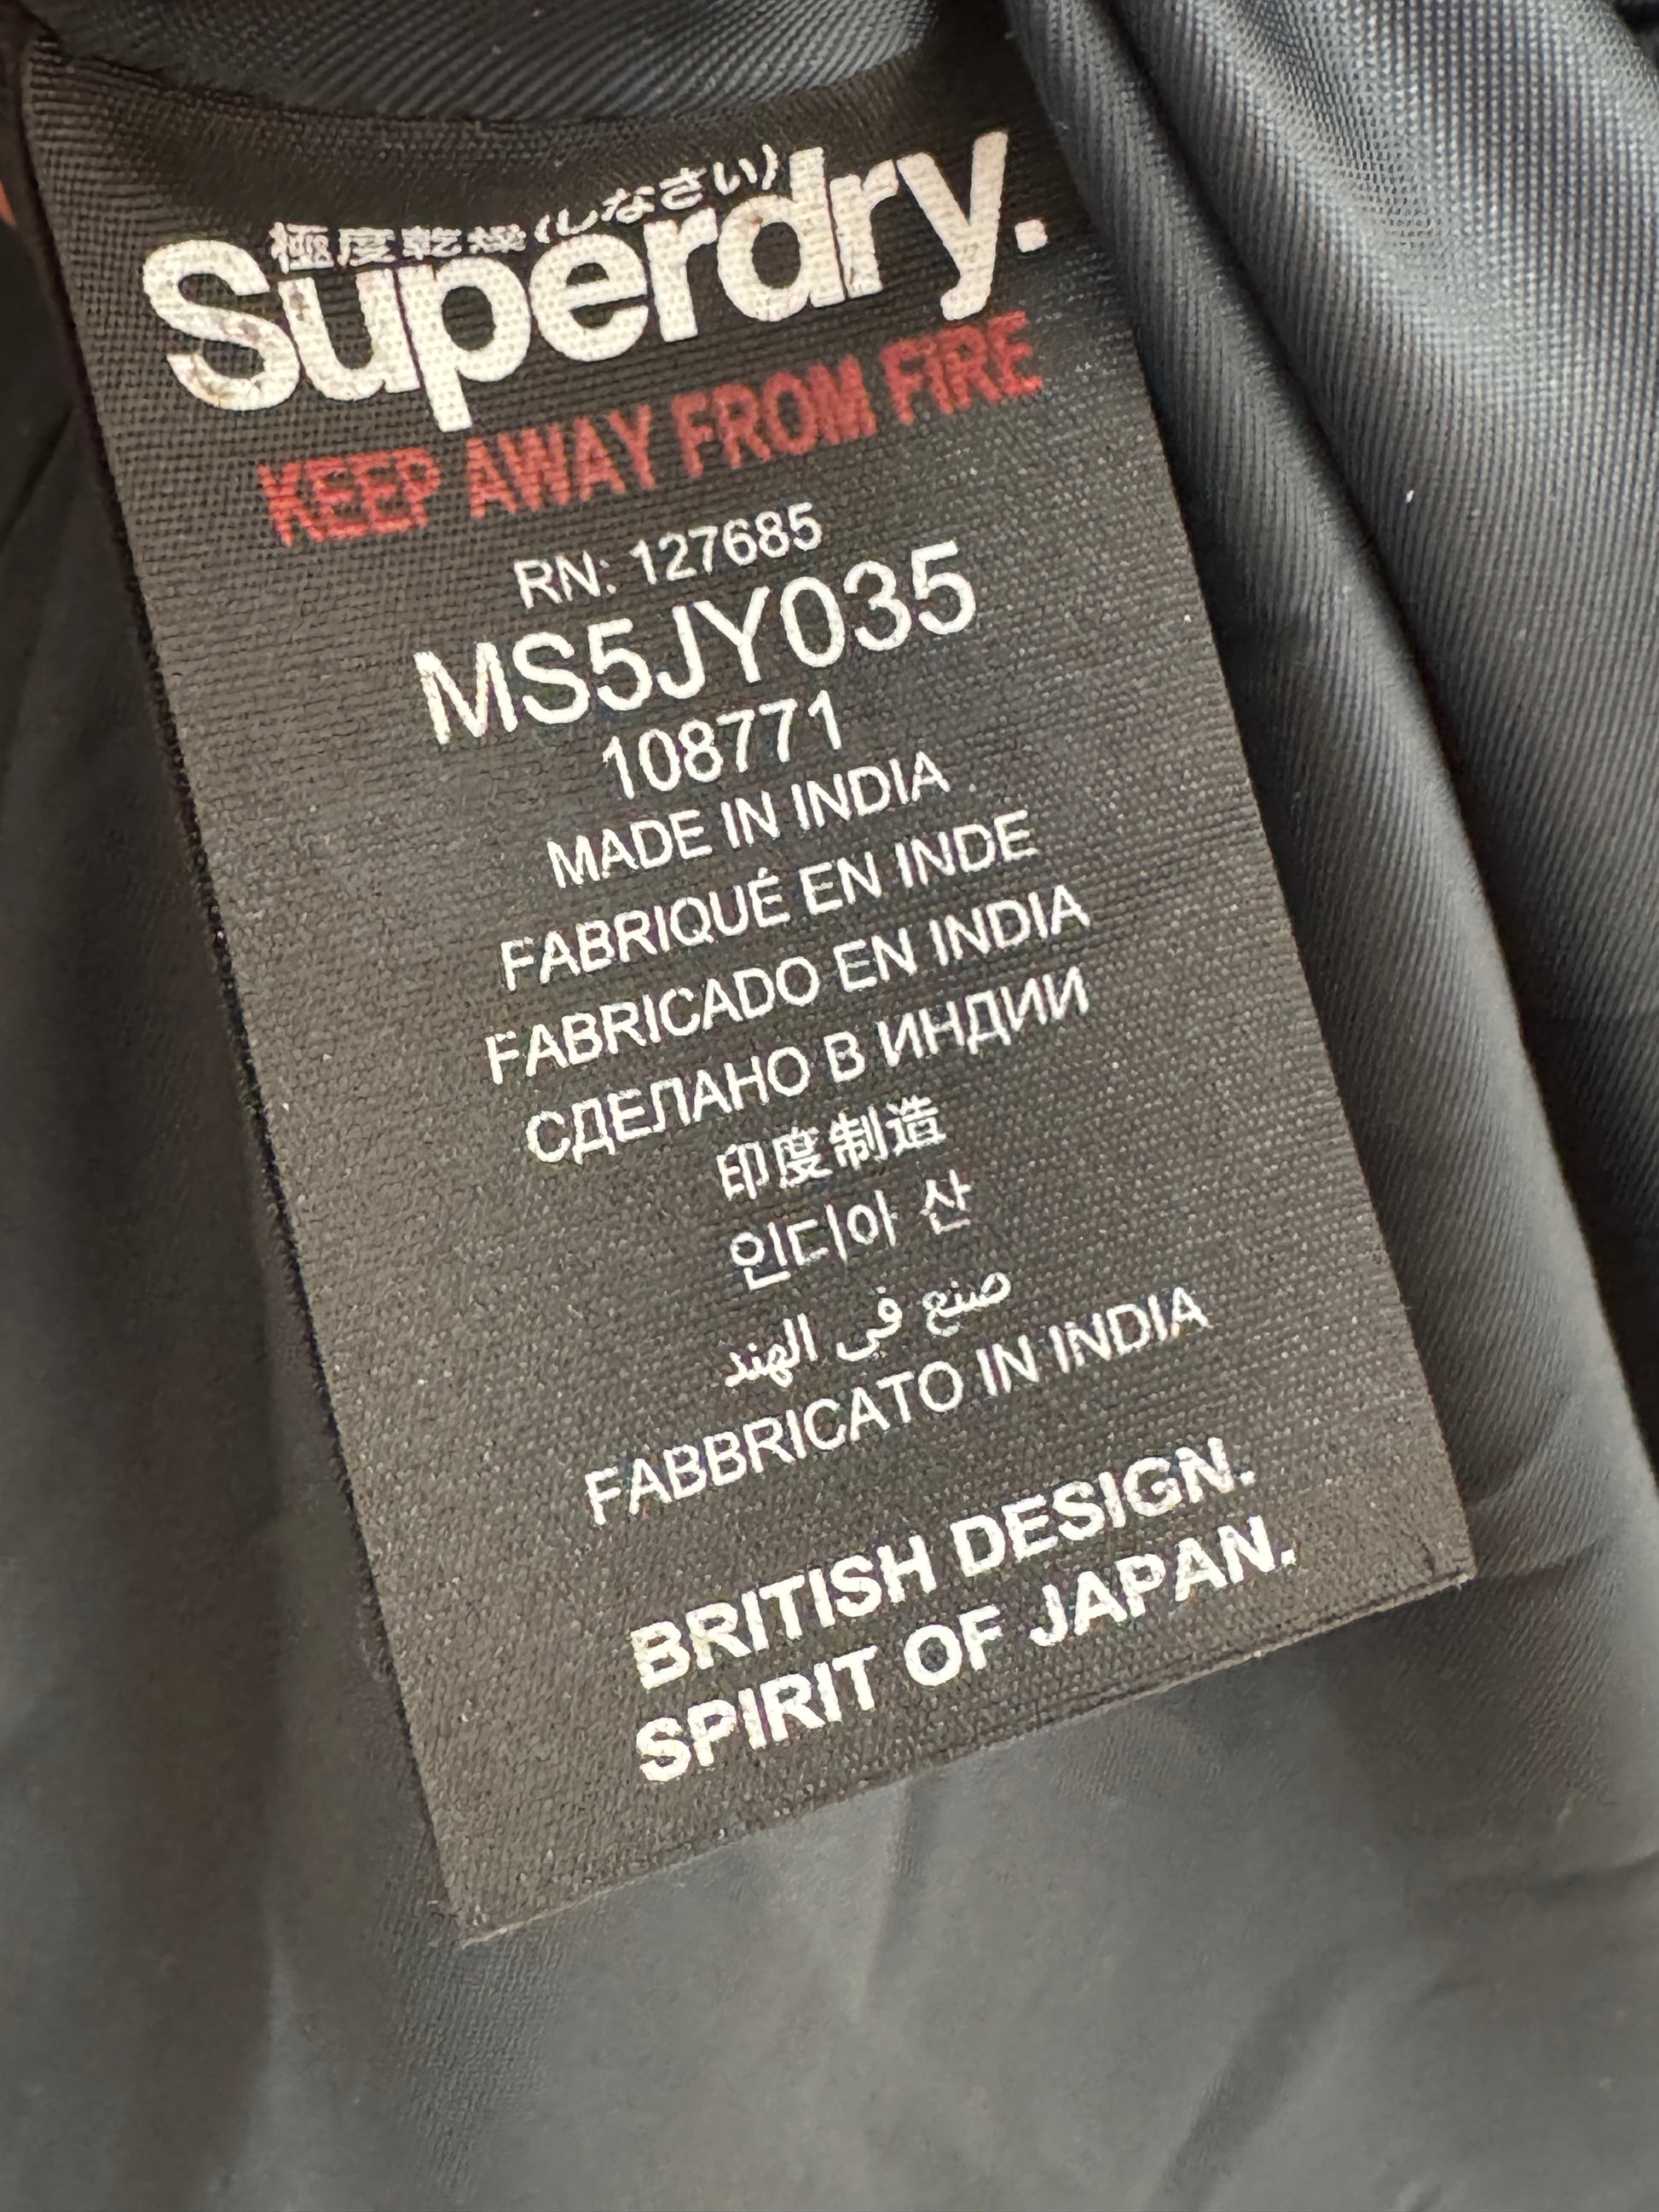 極度乾燥(しなさい)
Superdry.
KEEP AWAY FROM FIRE
RN: 127685
MS5JY035
108771
MADE IN INDIA
FABRIQUÉ EN INDE
FABRICADO EN INDIA
СДЕЛАНО В ИНДИИ
印度制造
인디아 산
صنع في الهند
FABBRICATO IN INDIA
BRITISH DESIGN.
SPIRIT OF JAPAN.